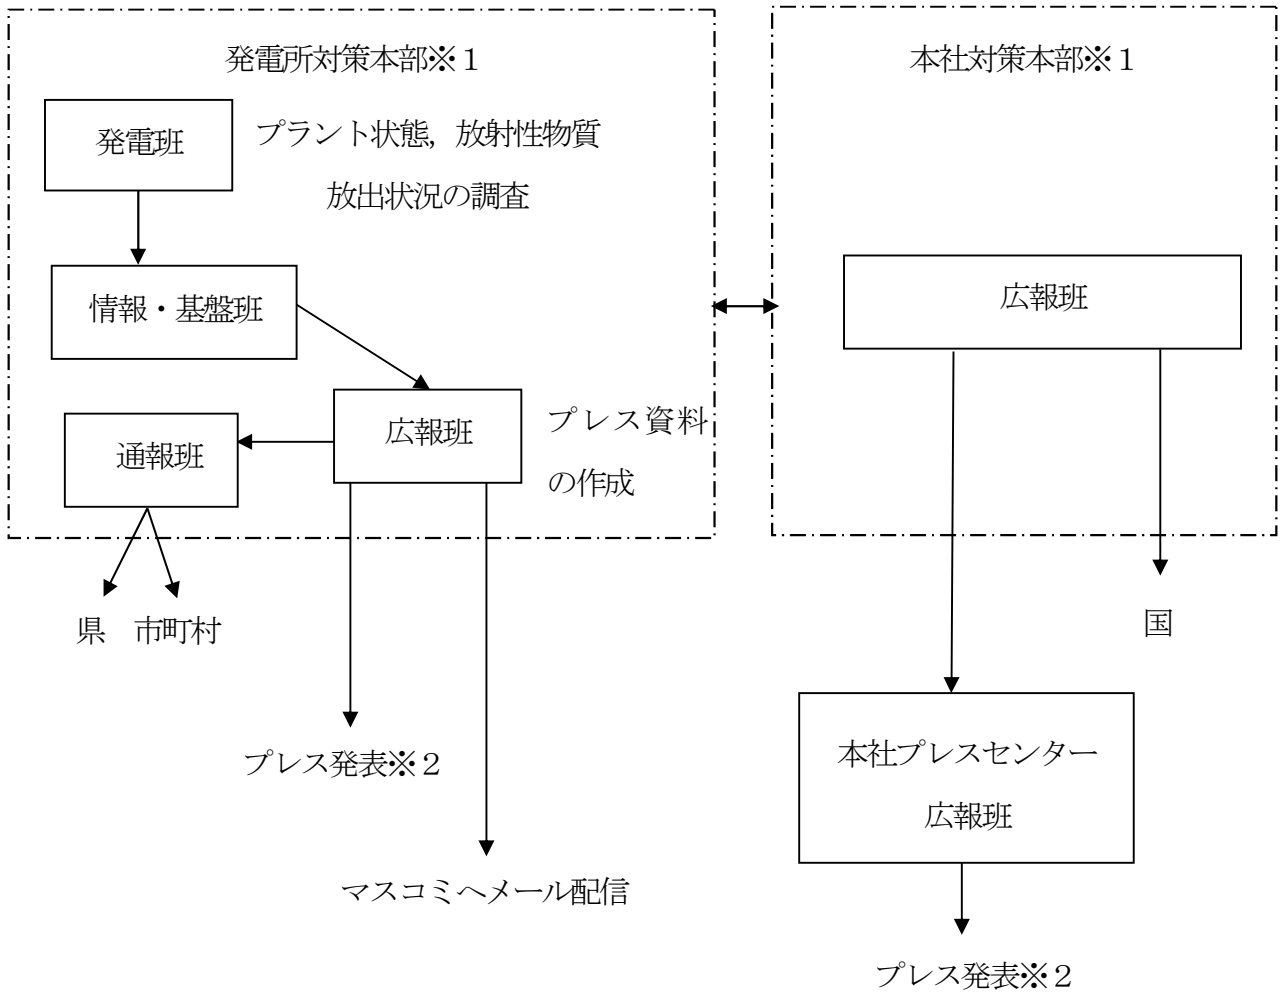 発電所対策本部※１
発電班
プラント状態，放射性物質
放出状況の調査
情報・基盤班
広報班
プレス資料
の作成
通報班
県　市町村
プレス発表※２
マスコミへメール配信
本社対策本部※１
広報班
国
本社プレスセンター
広報班
プレス発表※２